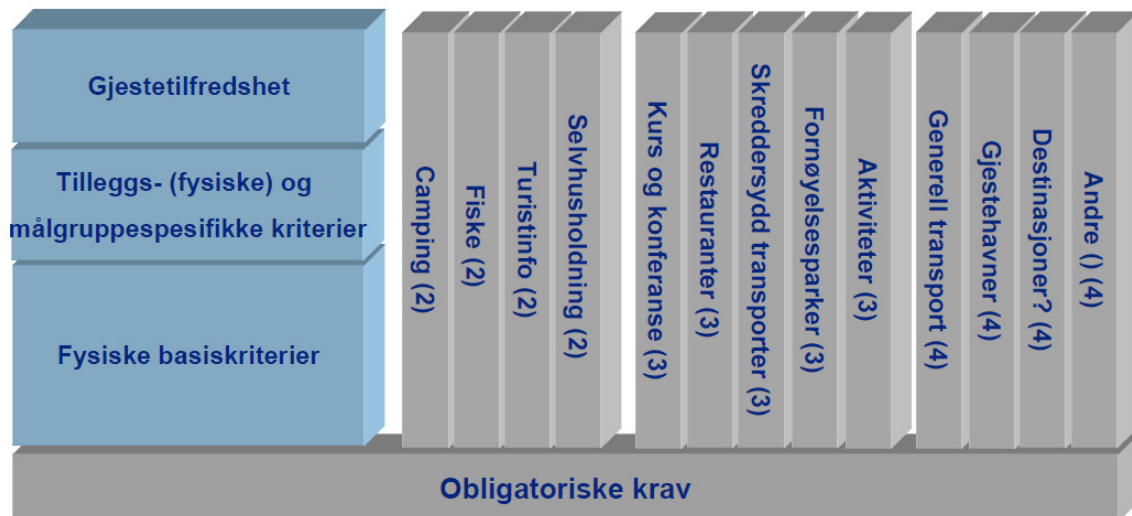 Gjestetilfredshet
Tilleggs- (fysiske) og
målgruppespesifikke kriterier
Fysiske basiskriterier
Camping (2)
Fiske (2)
Turistinfo (2)
Selvhusholdning (2)
Kurs og konferanse (3)
Restauranter (3)
Skreddersydd transporter (3)
Fornøyelsesparker (3)
Aktiviteter (3)
Generell transport (4)
Gjestehavner (4)
Destinasjoner? (4)
Andre () (4)
Obligatoriske krav